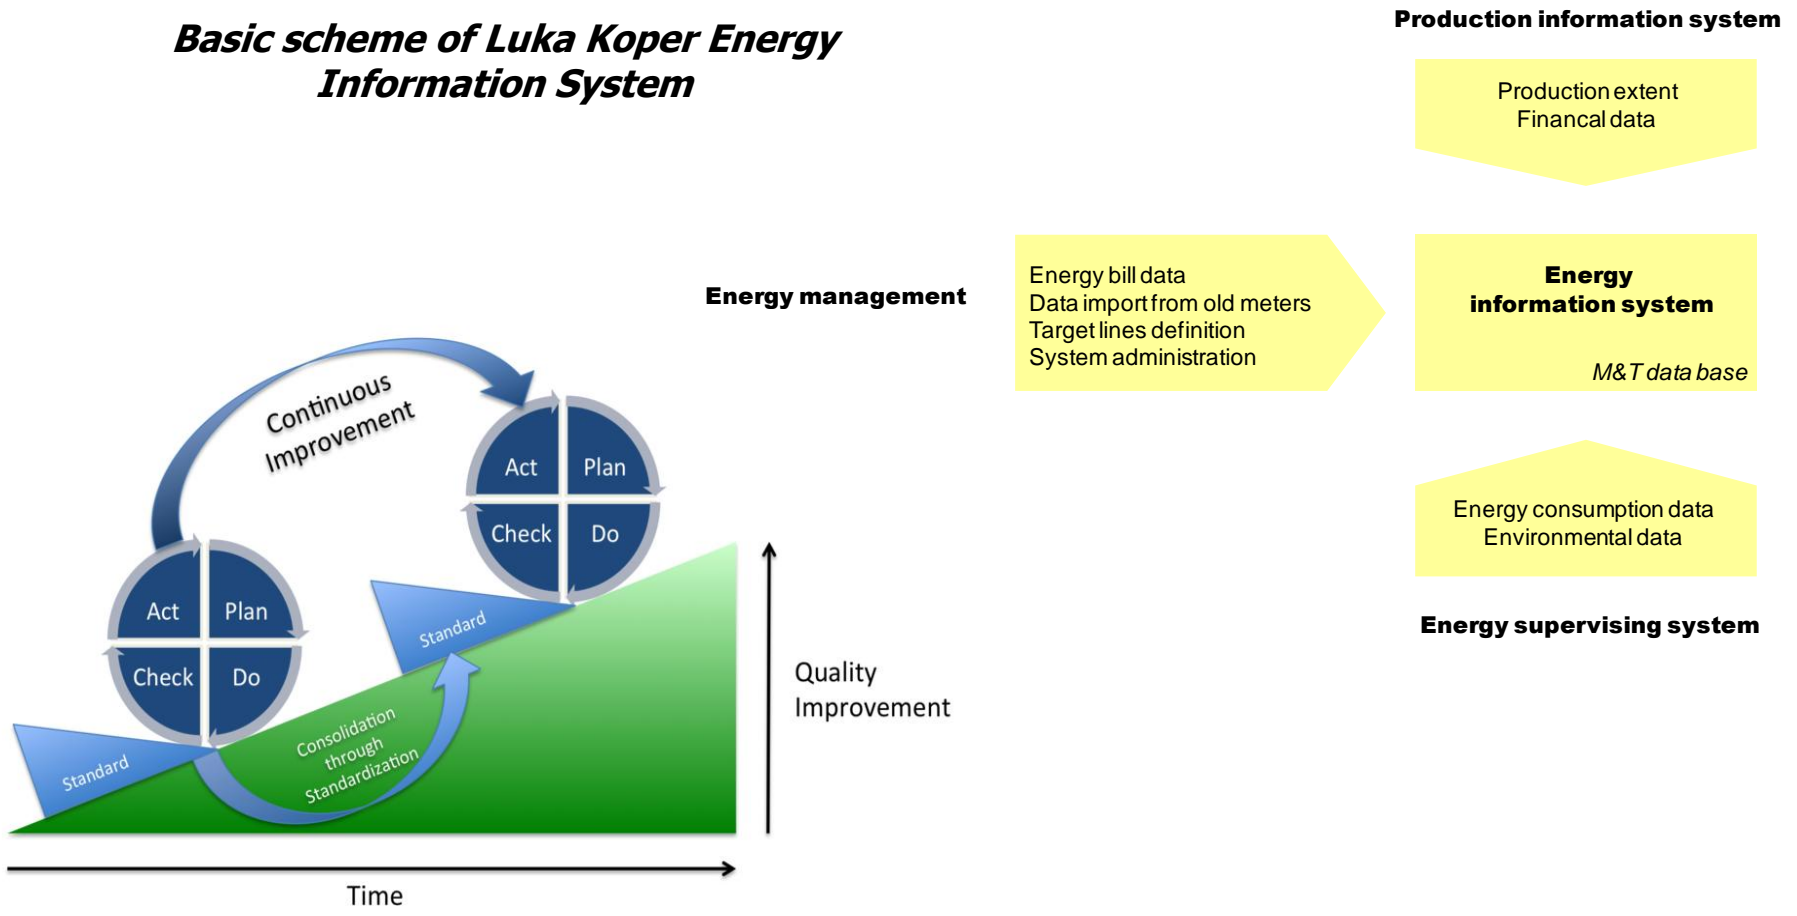 Basic scheme of Luka Koper Energy
Information System
Production information system
Production extent
Financal data
Energy management
Energy bill data
Data import from old meters
Target lines definition
System administration
Energy
information system
M&T data base
Energy consumption data
Environmental data
Energy supervising system
Continuous
Improvement
Act
Plan
Check
Do
Act
Plan
Check
Do
Standard
Standard
Consolidation
through
Standardization
Quality
Improvement
Time